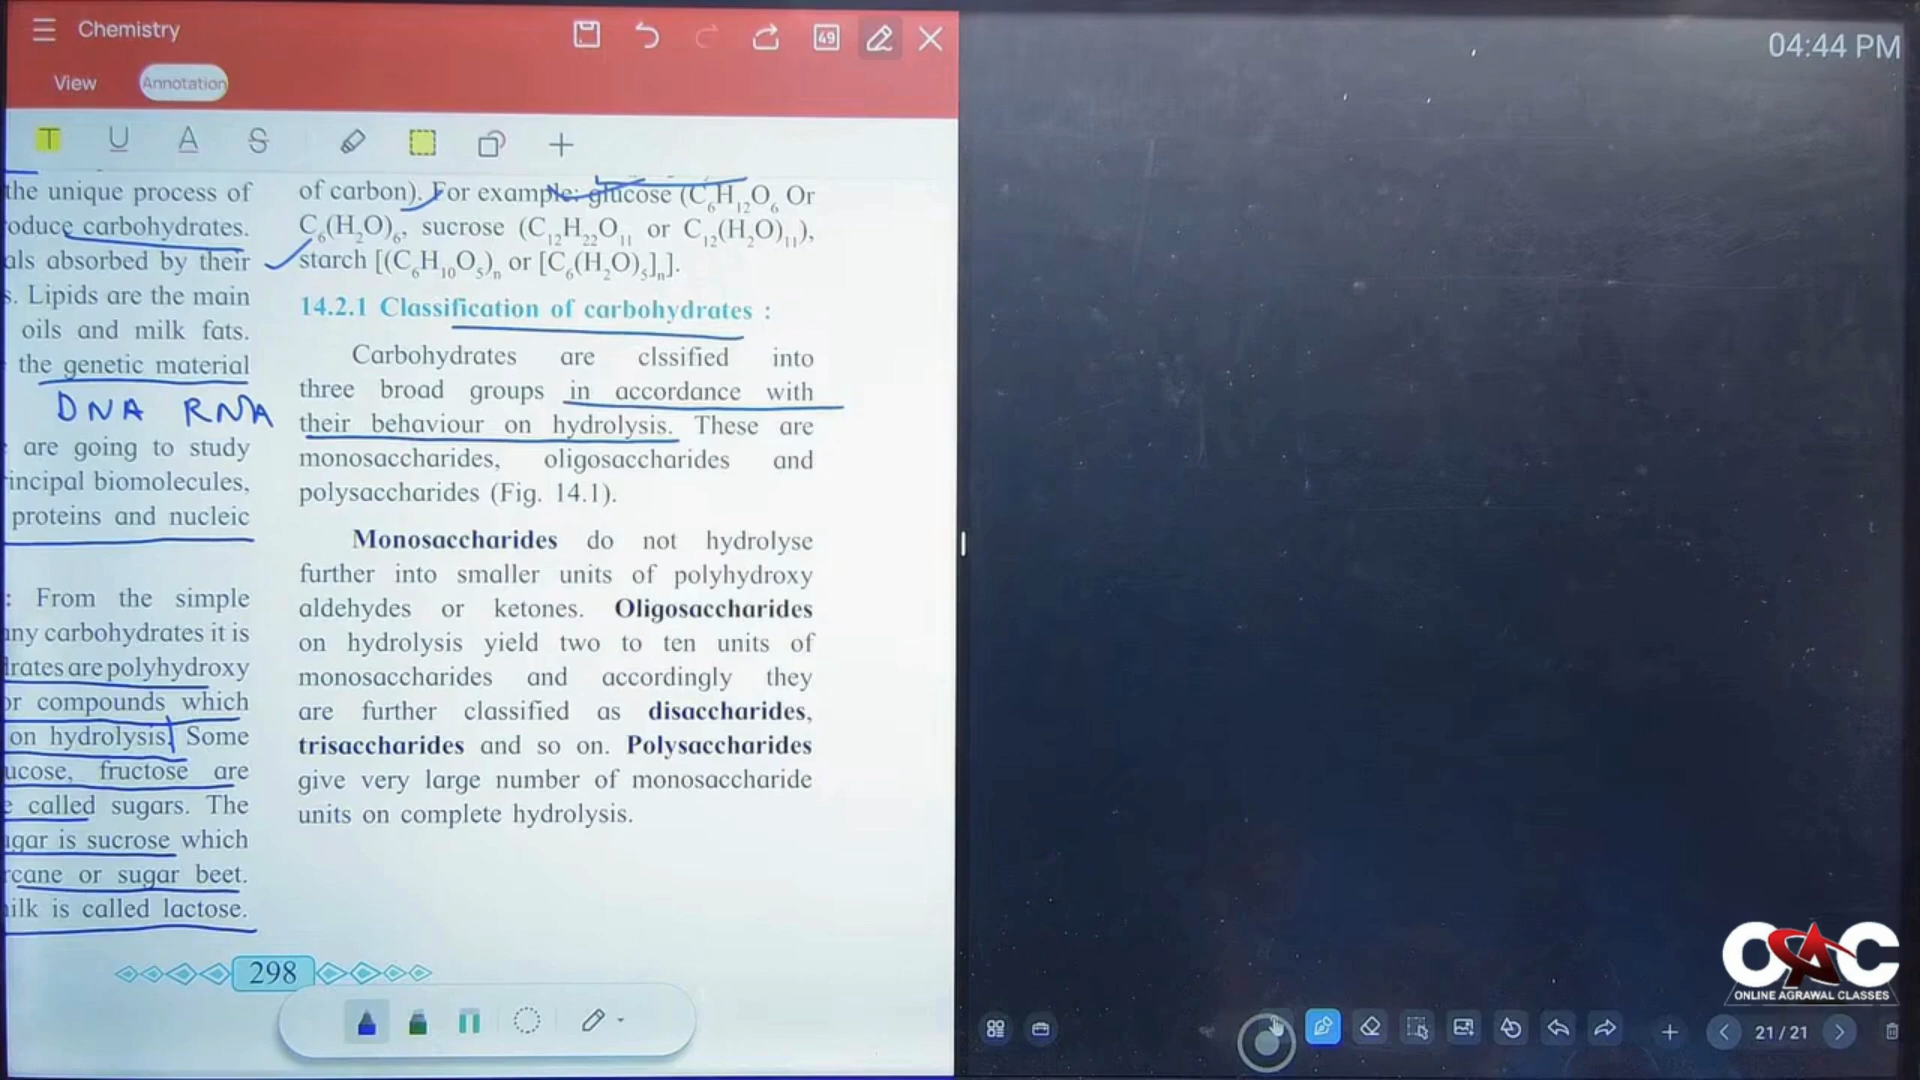 Chemistry
49
04:44 PM
View
Annotation
T U A S
the unique process of
oduce carbohydrates.
als absorbed by their
s. Lipids are the main
oils and milk fats.
the genetic material
DNA RNA
are going to study
incipal biomolecules,
proteins and nucleic
: From the simple
any carbohydrates it is
drates are polyhydroxy
or compounds which
on hydrolysis. Some
ucose, fructose are
e called sugars. The
ugar is sucrose which
rcane or sugar beet.
milk is called lactose.
of carbon). For example: glucose (C₆H₁₂O₆ Or
C₆(H₂O)₆, sucrose (C₁₂H₂₂O₁₁ or C₁₂(H₂O)₁₁),
starch [(C₆H₁₀O₅)ₙ or [C₆(H₂O)₅]ₙ].
14.2.1 Classification of carbohydrates :
Carbohydrates are clssified into
three broad groups in accordance with
their behaviour on hydrolysis. These are
monosaccharides, oligosaccharides and
polysaccharides (Fig. 14.1).
Monosaccharides do not hydrolyse
further into smaller units of polyhydroxy
aldehydes or ketones. Oligosaccharides
on hydrolysis yield two to ten units of
monosaccharides and accordingly they
are further classified as disaccharides,
trisaccharides and so on. Polysaccharides
give very large number of monosaccharide
units on complete hydrolysis.
298
OAC
ONLINE AGRAWAL CLASSES
21/21